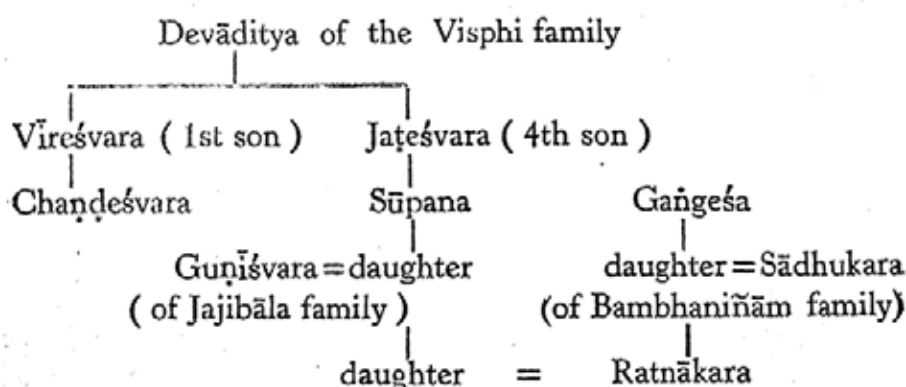 Devāditya of the Visphi family
Vīreśvara ( 1st son ) Jaṭeśvara ( 4th son )
Chaṇḍeśvara Sūpana Gaṅgeśa
Guṇīśvara=daughter daughter=Sādhukara
( of Jajibāla family ) (of Bambhaniñām family)
daughter = Ratnākara